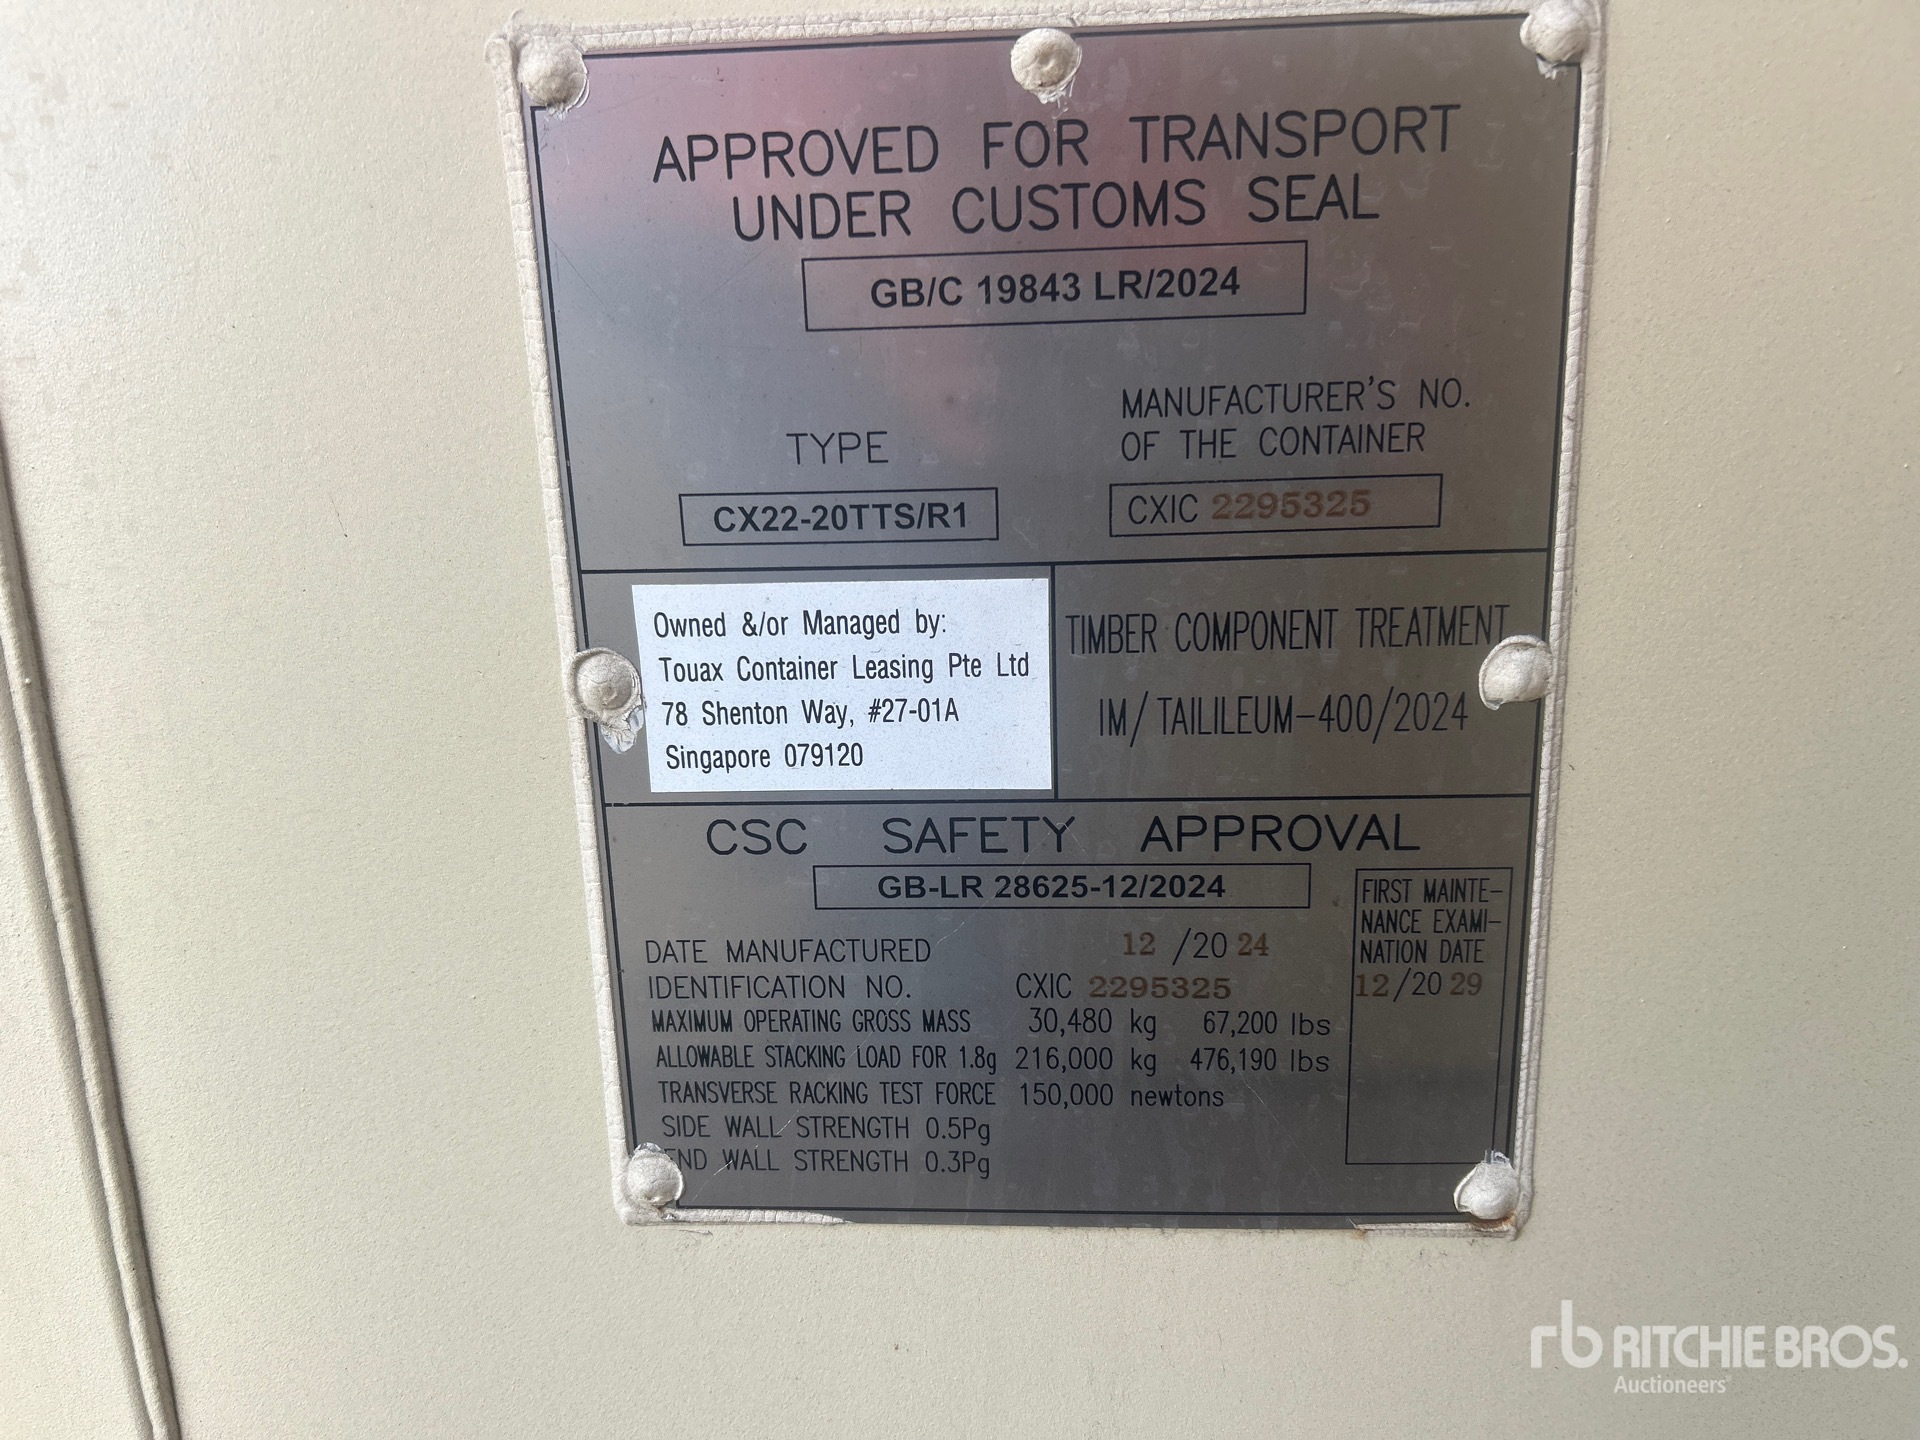 APPROVED FOR TRANSPORT
UNDER CUSTOMS SEAL
GB/C 19843 LR/2024
TYPE
CX22-20TTS/R1
MANUFACTURER'S NO.
OF THE CONTAINER
CXIC 2295325
Owned &/or Managed by:
Touax Container Leasing Pte Ltd
78 Shenton Way, #27-01A
Singapore 079120
TIMBER COMPONENT TREATMENT
IM/TAILILEUM-400/2024
CSC SAFETY APPROVAL
GB-LR 28625-12/2024
DATE MANUFACTURED 12 /20 24
IDENTIFICATION NO. CXIC 2295325
MAXIMUM OPERATING GROSS MASS 30,480 kg 67,200 lbs
ALLOWABLE STACKING LOAD FOR 1.8g 216,000 kg 476,190 lbs
TRANSVERSE RACKING TEST FORCE 150,000 newtons
SIDE WALL STRENGTH 0.5Pg
END WALL STRENGTH 0.3Pg
FIRST MAINTE-
NANCE EXAMI-
NATION DATE
12/20 29
rb RITCHIE BROS.
Auctioneers